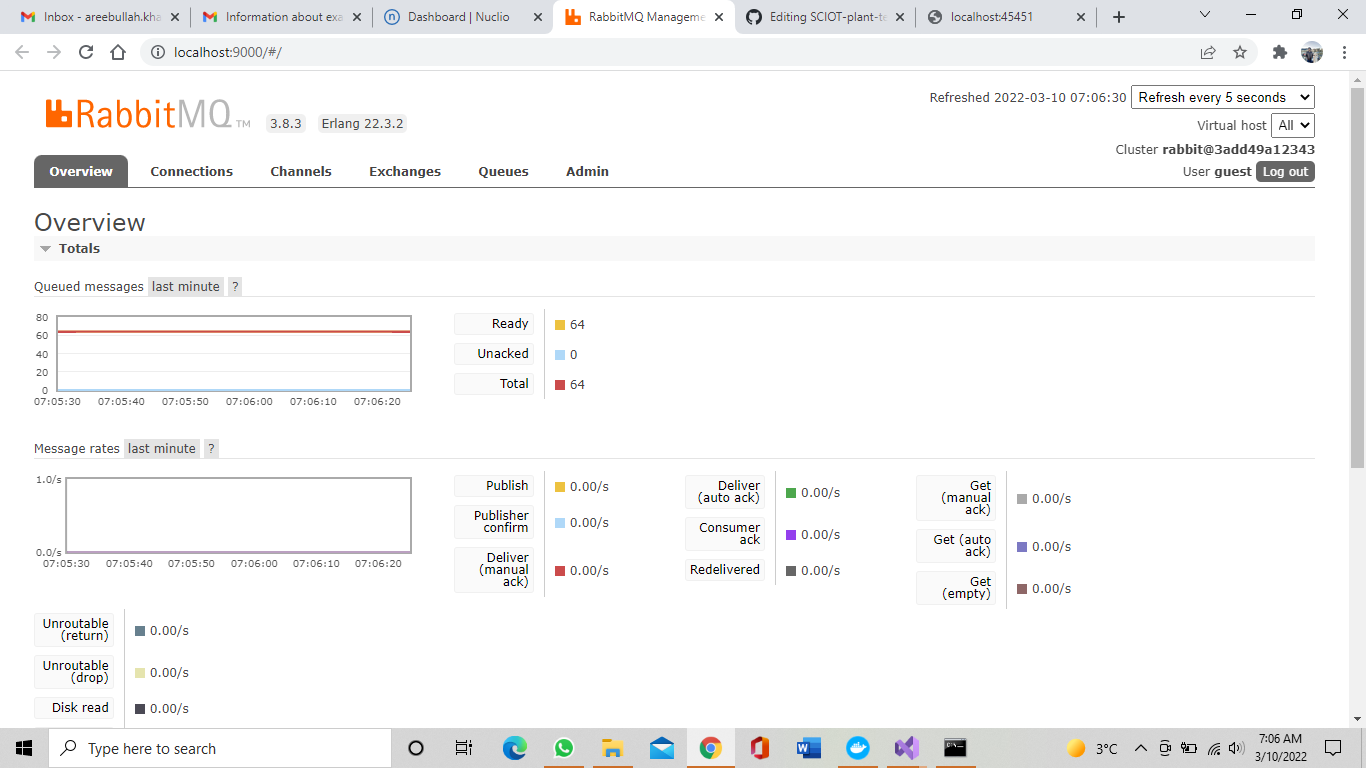 Inbox - areebullah.kha
Information about exa
Dashboard | Nuclio
RabbitMQ Manageme
Editing SCIOT-plant-te
localhost:45451
localhost:9000/#/
RabbitMQ TM 3.8.3 Erlang 22.3.2
Refreshed 2022-03-10 07:06:30 Refresh every 5 seconds
Virtual host All
Cluster rabbit@3add49a12343
User guest Log out
Overview Connections Channels Exchanges Queues Admin
Overview
Totals
Queued messages last minute ?
80
60
40
20
0
07:05:30 07:05:40 07:05:50 07:06:00 07:06:10 07:06:20
Ready 64
Unacked 0
Total 64
Message rates last minute ?
1.0/s
0.0/s
07:05:30 07:05:40 07:05:50 07:06:00 07:06:10 07:06:20
Publish 0.00/s
Publisher
confirm 0.00/s
Deliver
(manual
ack) 0.00/s
Deliver
(auto ack) 0.00/s
Consumer
ack 0.00/s
Redelivered 0.00/s
Get
(manual
ack) 0.00/s
Get (auto
ack) 0.00/s
Get
(empty) 0.00/s
Unroutable
(return) 0.00/s
Unroutable
(drop) 0.00/s
Disk read 0.00/s
Type here to search
3°C
7:06 AM
3/10/2022